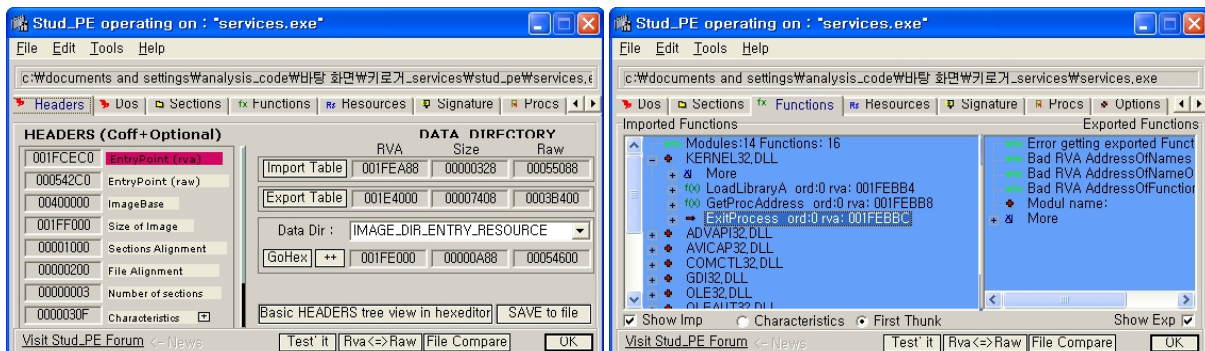 Stud_PE operating on : "services.exe"
File Edit Tools Help
c:₩documents and settings₩analysis_code₩바탕 화면₩키로거_services₩stud_pe₩services,e
Headers Dos Sections fx Functions Rs Resources Signature Procs
HEADERS (Coff+Optional)
DATA DIRECTORY
RVA Size Raw
001FCEC0 EntryPoint (rva)
000542C0 EntryPoint (raw)
00400000 ImageBase
001FF000 Size of Image
00001000 Sections Alignment
00000200 File Alignment
00000003 Number of sections
0000030F Characteristics +
Import Table 001FEA88 00000328 00055088
Export Table 001E4000 00007408 0003B400
Data Dir : IMAGE_DIR_ENTRY_RESOURCE
GoHex ++ 001FE000 00000A88 00054600
Basic HEADERS tree view in hexeditor SAVE to file
Visit Stud_PE Forum <- News Test' it Rva<=>Raw File Compare OK
Stud_PE operating on : "services.exe"
File Edit Tools Help
c:₩documents and settings₩analysis_code₩바탕 화면₩키로거_services₩services,exe
Dos Sections fx Functions Rs Resources Signature Procs Options
Imported Functions
Exported Functions
Modules:14 Functions: 16
KERNEL32,DLL
More
f(x) LoadLibraryA ord:0 rva: 001FEBB4
f(x) GetProcAddress ord:0 rva: 001FEBB8
ExitProcess ord:0 rva: 001FEBBC
ADVAPI32,DLL
AVICAP32,DLL
COMCTL32,DLL
GDI32,DLL
OLE32,DLL
OLEAUT32,DLL
Error getting exported Funct
Bad RVA AddressOfNames
Bad RVA AddressOfNameO
Bad RVA AddressOfFunction
Modul name:
More
Show Imp Characteristics First Thunk Show Exp
Visit Stud_PE Forum <- News Test' it Rva<=>Raw File Compare OK